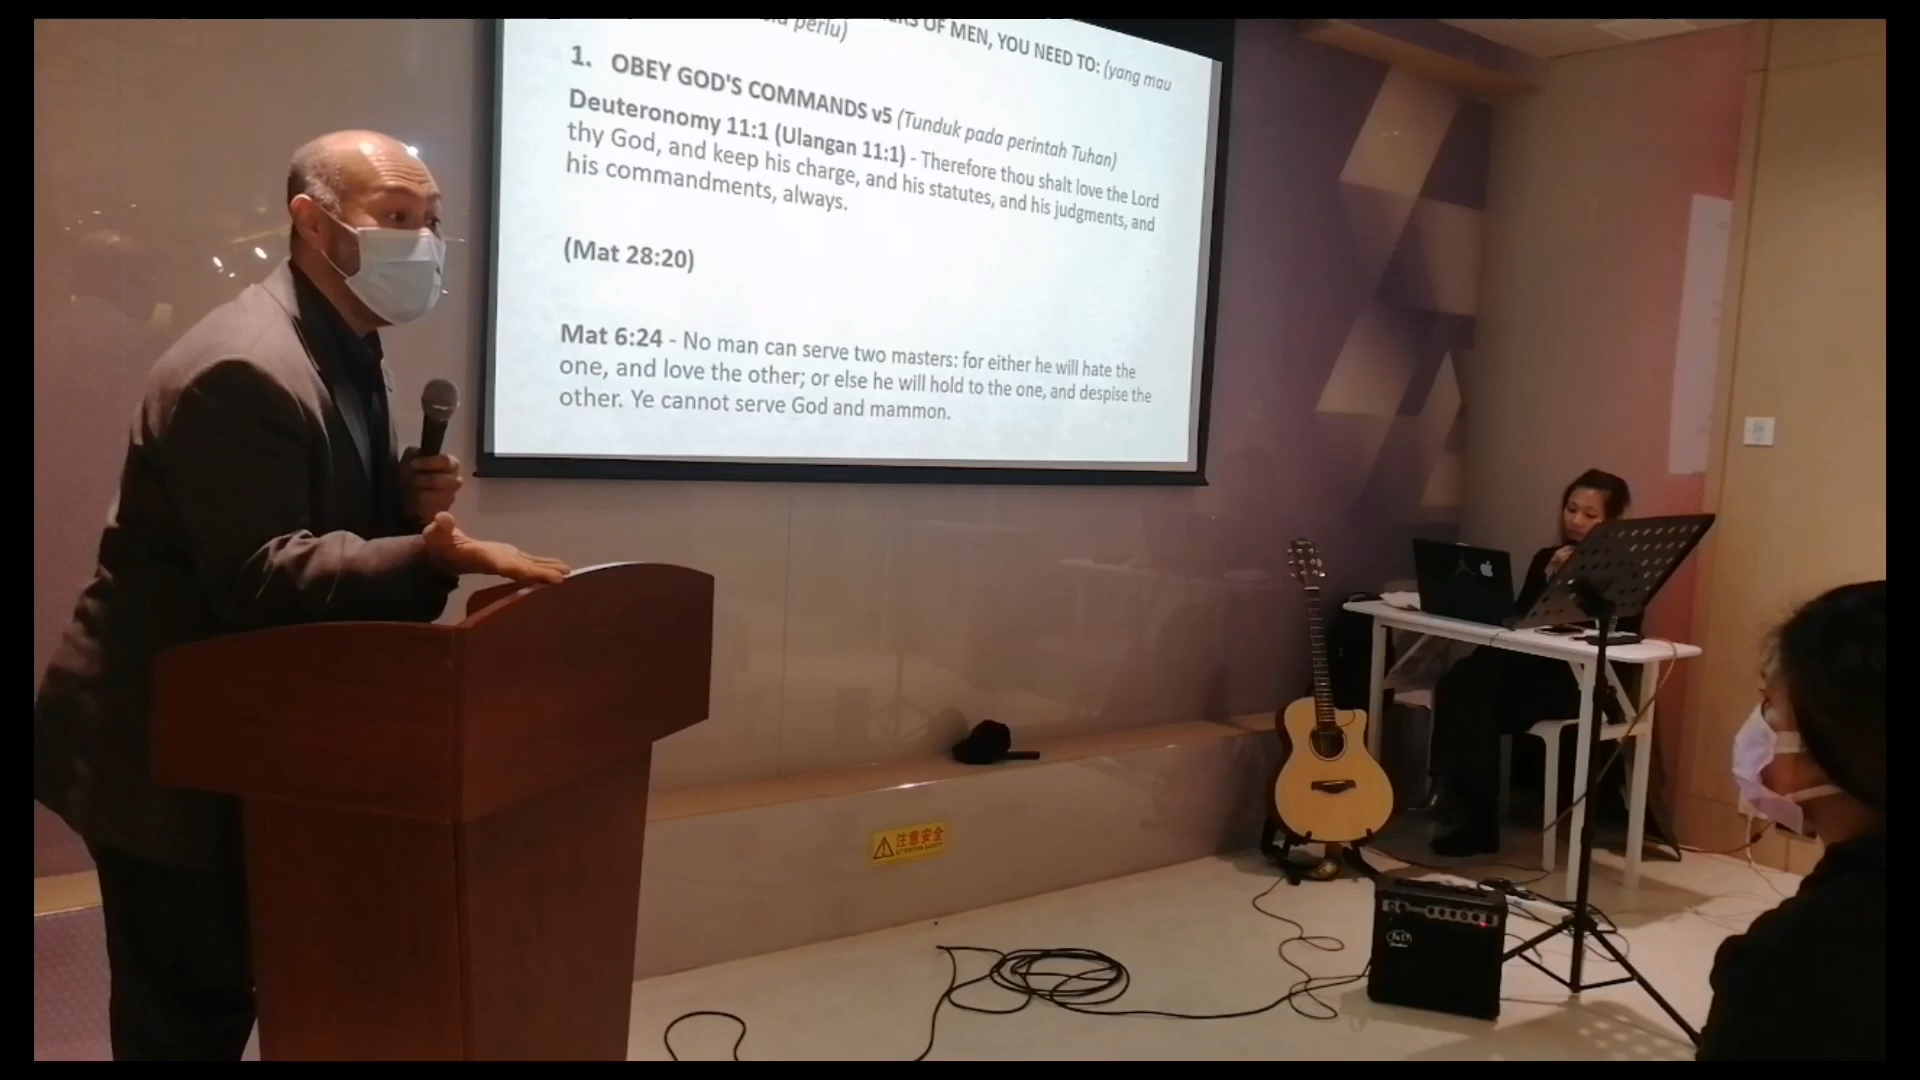 OF MEN, YOU NEED TO: (yang mau
perlu)
1. OBEY GOD'S COMMANDS v5 (Tunduk pada perintah Tuhan)
Deuteronomy 11:1 (Ulangan 11:1) - Therefore thou shalt love the Lord
thy God, and keep his charge, and his statutes, and his judgments, and
his commandments, always.
(Mat 28:20)
Mat 6:24 - No man can serve two masters: for either he will hate the
one, and love the other; or else he will hold to the one, and despise the
other. Ye cannot serve God and mammon.
注意安全